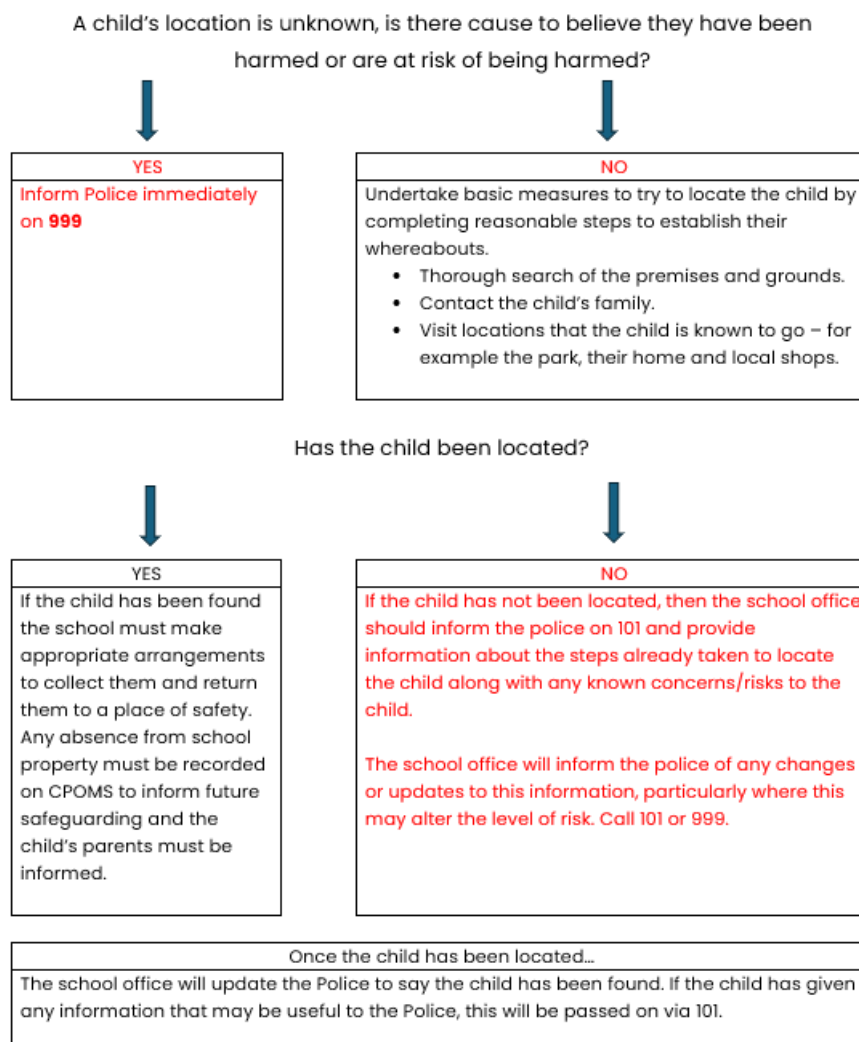 A child's location is unknown, is there cause to believe they have been
harmed or are at risk of being harmed?
YES
Inform Police immediately
on 999
NO
Undertake basic measures to try to locate the child by
completing reasonable steps to establish their
whereabouts.
• Thorough search of the premises and grounds.
• Contact the child's family.
• Visit locations that the child is known to go – for
example the park, their home and local shops.
Has the child been located?
YES
If the child has been found
the school must make
appropriate arrangements
to collect them and return
them to a place of safety.
Any absence from school
property must be recorded
on CPOMS to inform future
safeguarding and the
child's parents must be
informed.
NO
If the child has not been located, then the school office
should inform the police on 101 and provide
information about the steps already taken to locate
the child along with any known concerns/risks to the
child.
The school office will inform the police of any changes
or updates to this information, particularly where this
may alter the level of risk. Call 101 or 999.
Once the child has been located…
The school office will update the Police to say the child has been found. If the child has given
any information that may be useful to the Police, this will be passed on via 101.